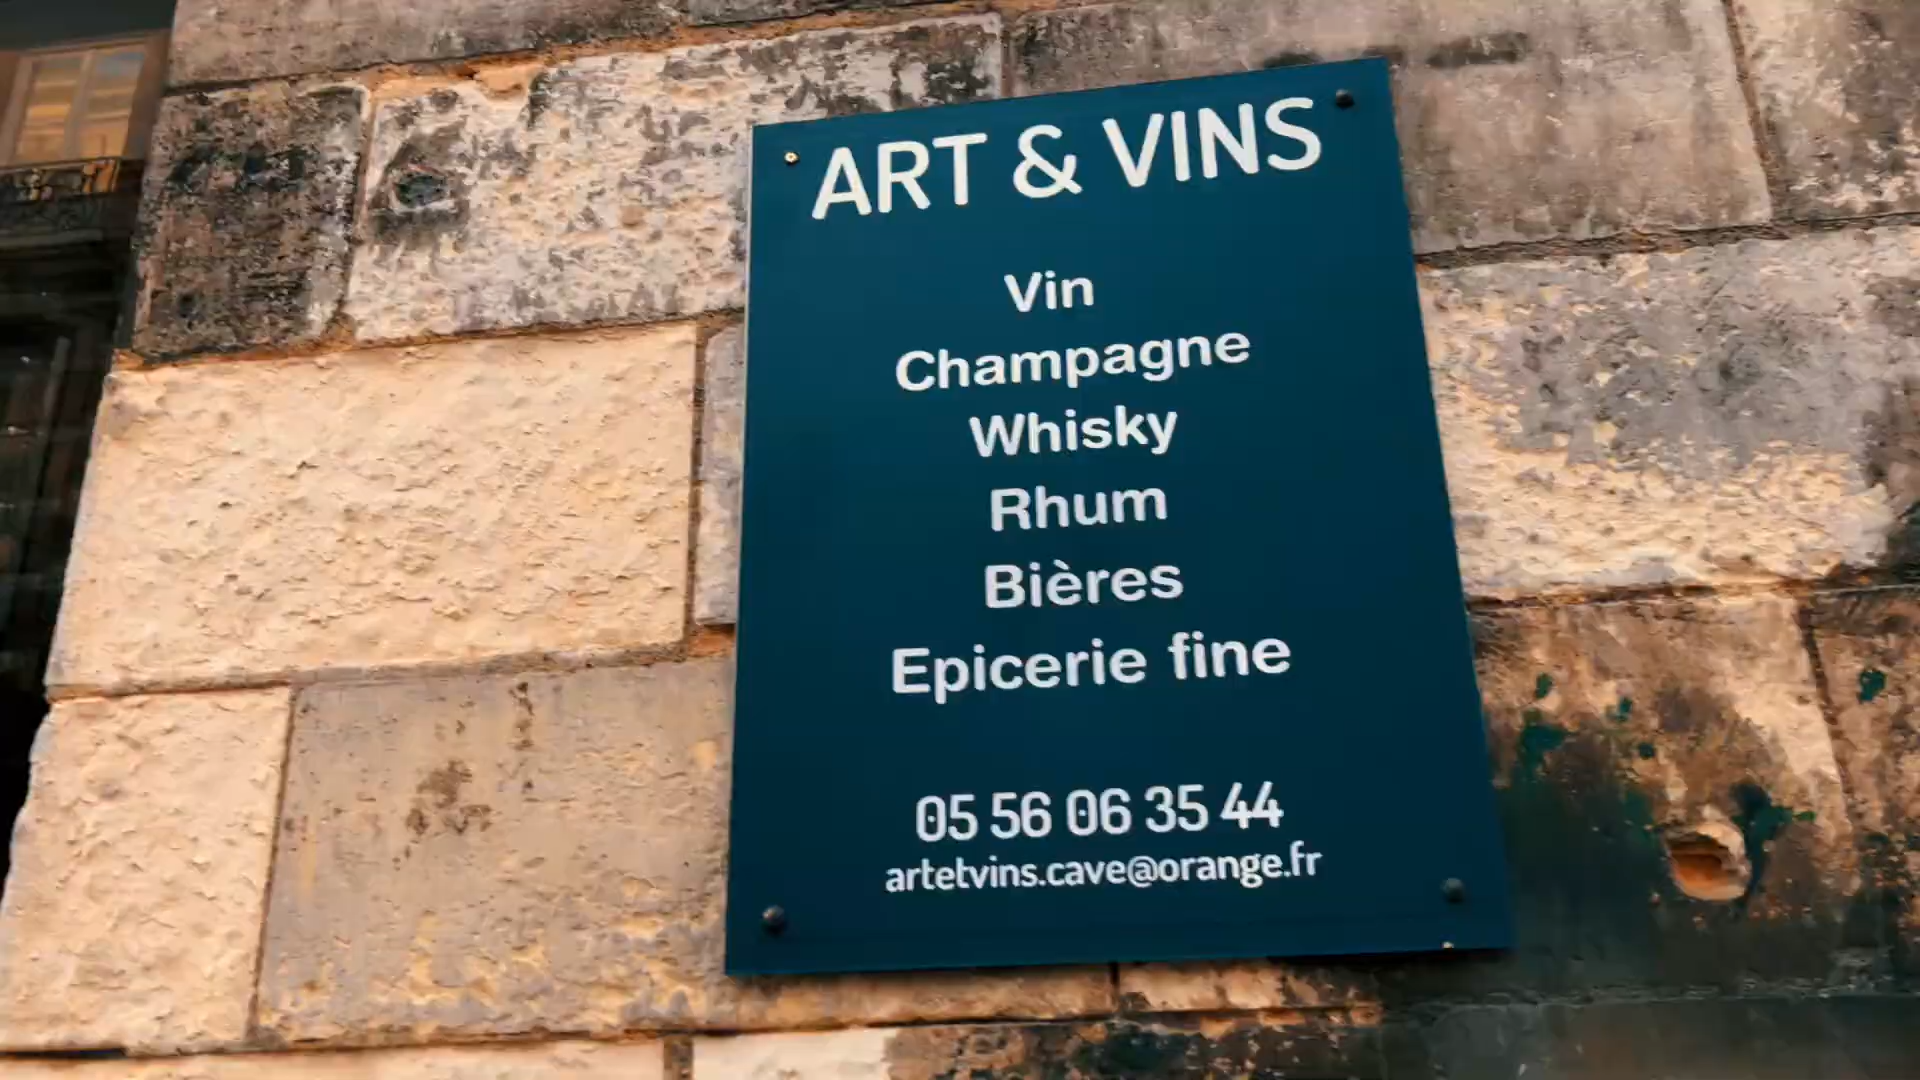 ART & VINS
Vin
Champagne
Whisky
Rhum
Bières
Epicerie fine
05 56 06 35 44
artetvins.cave@orange.fr